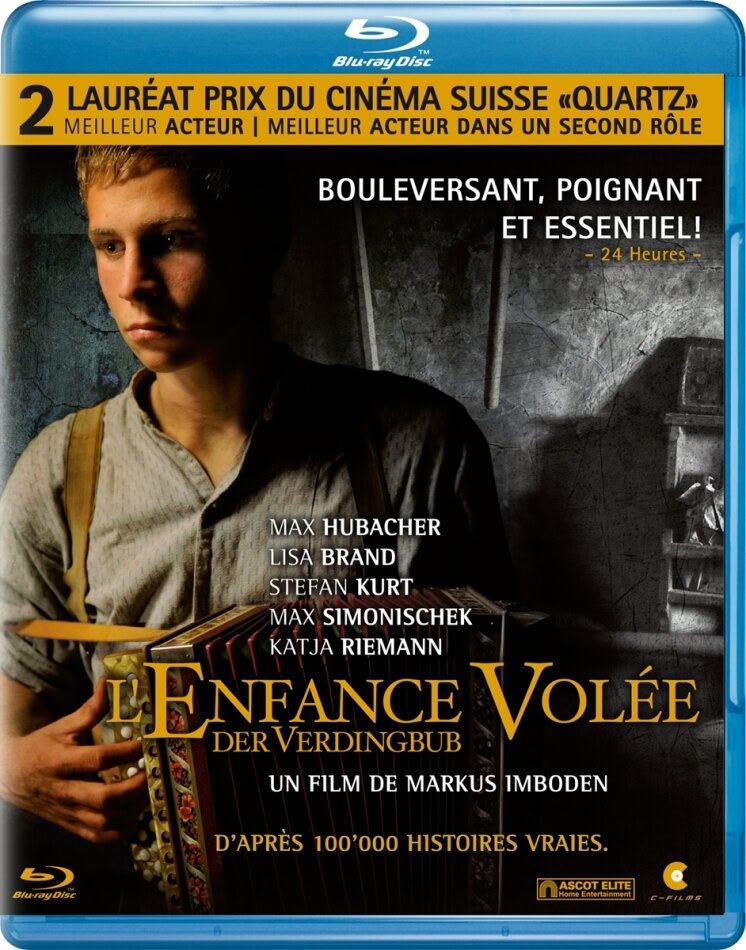 Blu-ray Disc™
2 LAURÉAT PRIX DU CINÉMA SUISSE «QUARTZ»
MEILLEUR ACTEUR | MEILLEUR ACTEUR DANS UN SECOND RÔLE
BOULEVERSANT, POIGNANT
ET ESSENTIEL!
– 24 Heures –
MAX HUBACHER
LISA BRAND
STEFAN KURT
MAX SIMONISCHEK
KATJA RIEMANN
L'ENFANCE VOLÉE
DER VERDINGBUB
UN FILM DE MARKUS IMBODEN
D'APRÈS 100'000 HISTOIRES VRAIES.
Blu-ray Disc
ASCOT ELITE
Home Entertainment
C-FILMS